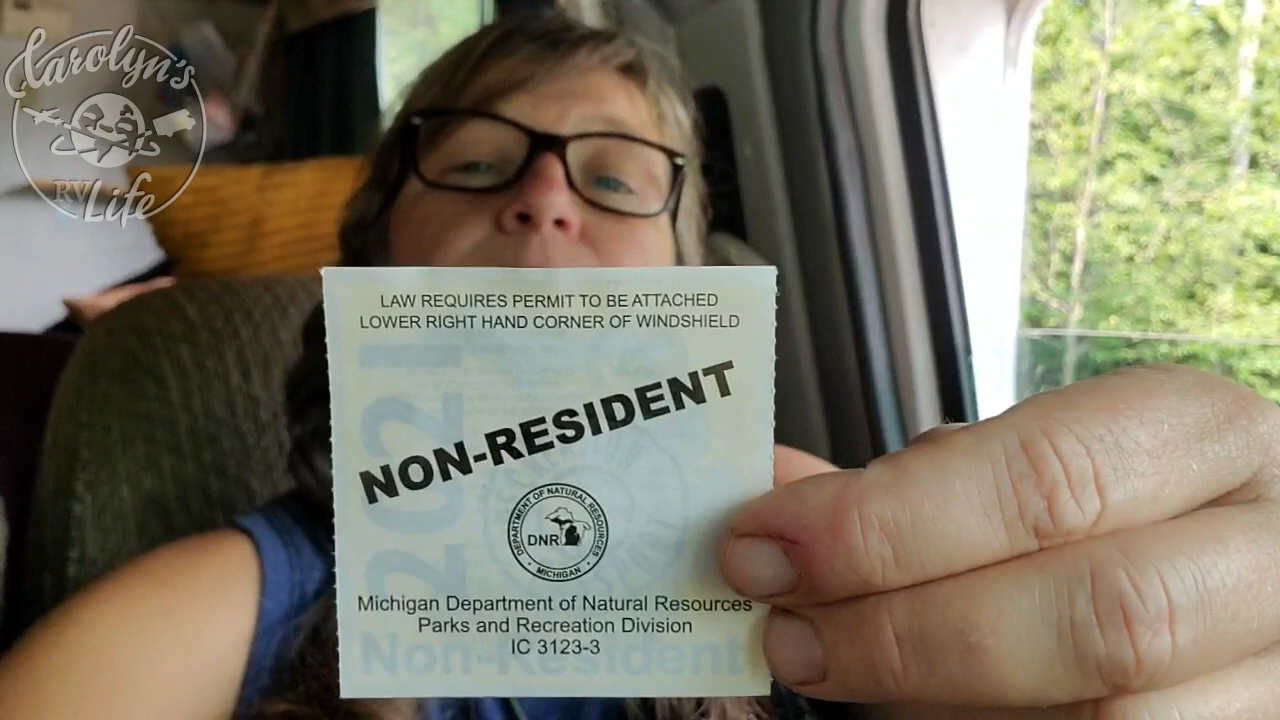 Carolyn's
RV Life
LAW REQUIRES PERMIT TO BE ATTACHED
LOWER RIGHT HAND CORNER OF WINDSHIELD
2021
NON-RESIDENT
DEPARTMENT OF NATURAL RESOURCES
DNR
• MICHIGAN •
Michigan Department of Natural Resources
Parks and Recreation Division
IC 3123-3
Non-Resident